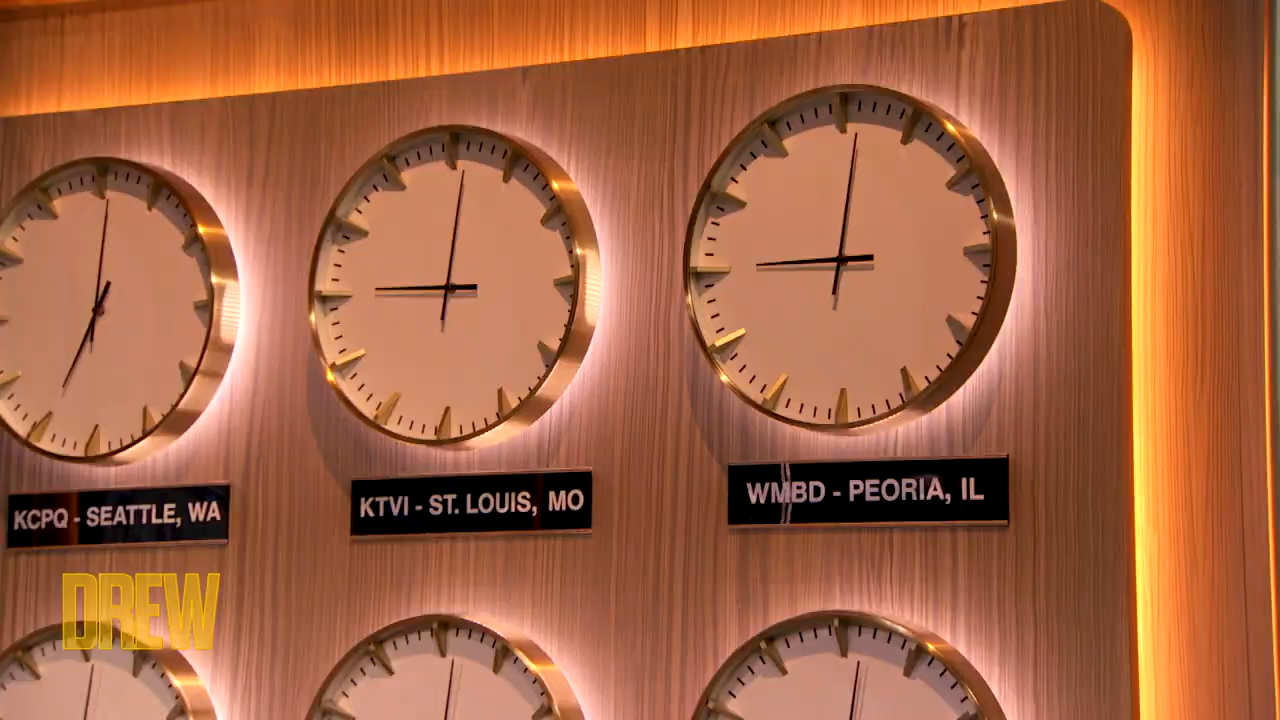 KCPQ - SEATTLE, WA
KTVI - ST. LOUIS, MO
WMBD - PEORIA, IL
DREW